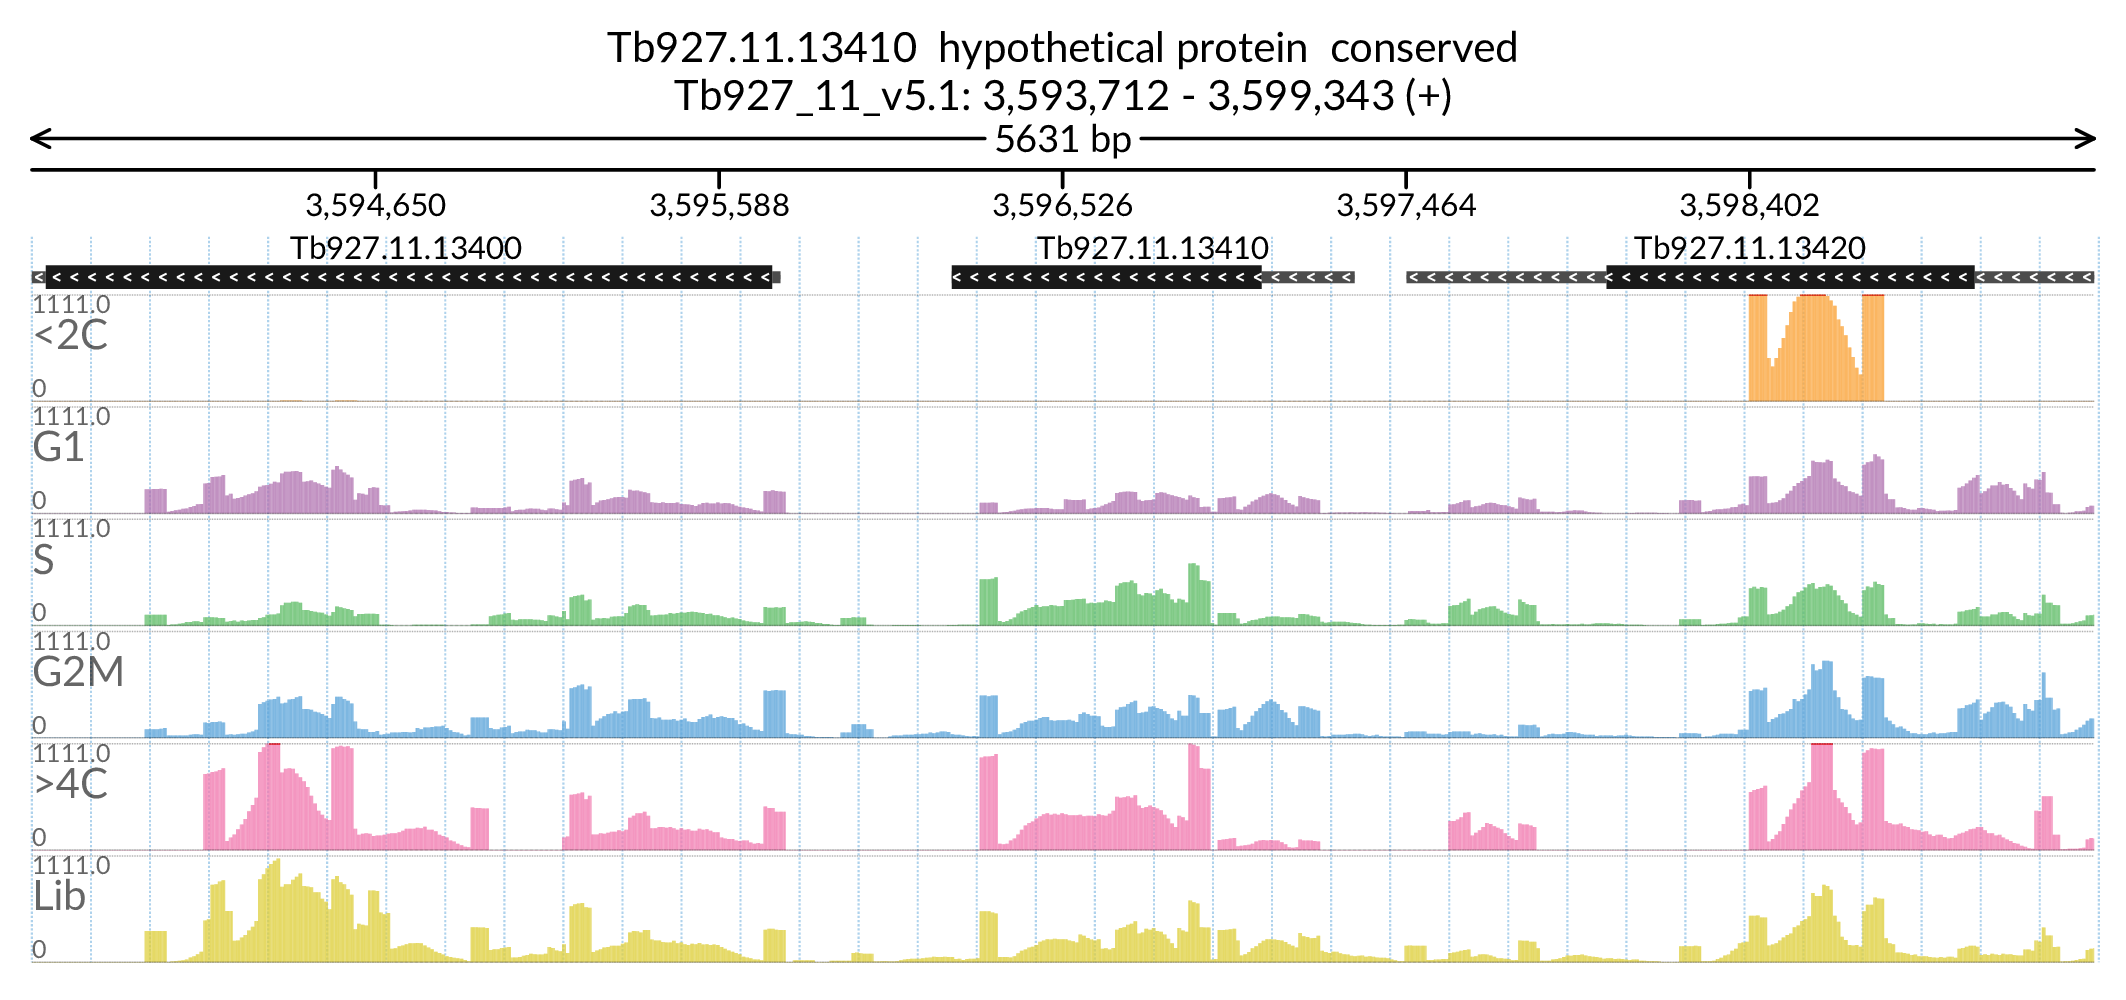 Tb927.11.13410 hypothetical protein conserved
Tb927_11_v5.1: 3,593,712 - 3,599,343 (+)
5631 bp
3,594,650 3,595,588 3,596,526 3,597,464 3,598,402
Tb927.11.13400 Tb927.11.13410 Tb927.11.13420
1111.0
<2C
0
1111.0
G1
0
1111.0
S
0
1111.0
G2M
0
1111.0
>4C
0
1111.0
Lib
0